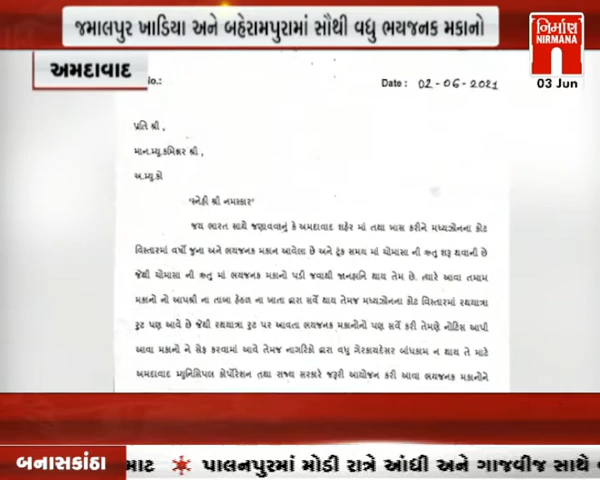 જમાલપુર ખાડિયા અને બહેરામપુરામાં સૌથી વધુ ભયજનક મકાનો
નિર્માણ
NIRMANA
03 Jun
અમદાવાદ
No.:
Date : 02-06-2021
પ્રતિ શ્રી ,
માન.મ્યુ.કમિશ્નર શ્રી ,
અ.મ્યુ.કો
'સ્નેહી શ્રી નમસ્કાર'
જય ભારત સાથે જણાવવાનું કે અમદાવાદ શહેર માં તથા ખાસ કરીને મધ્યઝોનના કોટ
વિસ્તારમાં વર્ષો જુના અને ભયજનક મકાન આવેલા છે અને ટૂંક સમય માં ચોમાસા ની ઋતુ શરૂ થવાની છે
જેથી ચોમાસા ની ઋતુ માં ભયજનક મકાનો પડી જવાથી જાનહાનિ થાય તેમ છે. ત્યારે આવા તમામ
મકાનો નો આપશ્રી ના તાબા હેઠળ ના ખાતા દ્વારા સર્વે થાય તેમજ મધ્યઝોનના કોટ વિસ્તારમાં રથયાત્રા
રુટ પણ આવે છે જેથી રથયાત્રા રુટ પર આવતા ભયજનક મકાનોનો પણ સર્વે કરી તેમણે નોટિસ આપી
આવા મકાનો ને સેફ કરવામાં આવે તેમજ નાગરિકો દ્વારા વધુ ગેરકાયદેસર બાંધકામ ન થાય તે માટે
અમદાવાદ મ્યુનિસિપલ કોર્પોરેશન તથા રાજ્ય સરકારે જરૂરી આયોજન કરી આવા ભયજનક મકાનોને
બનાસકાંઠા
માટ પાલનપુરમાં મોડી રાત્રે આંધી અને ગાજવીજ સાથે